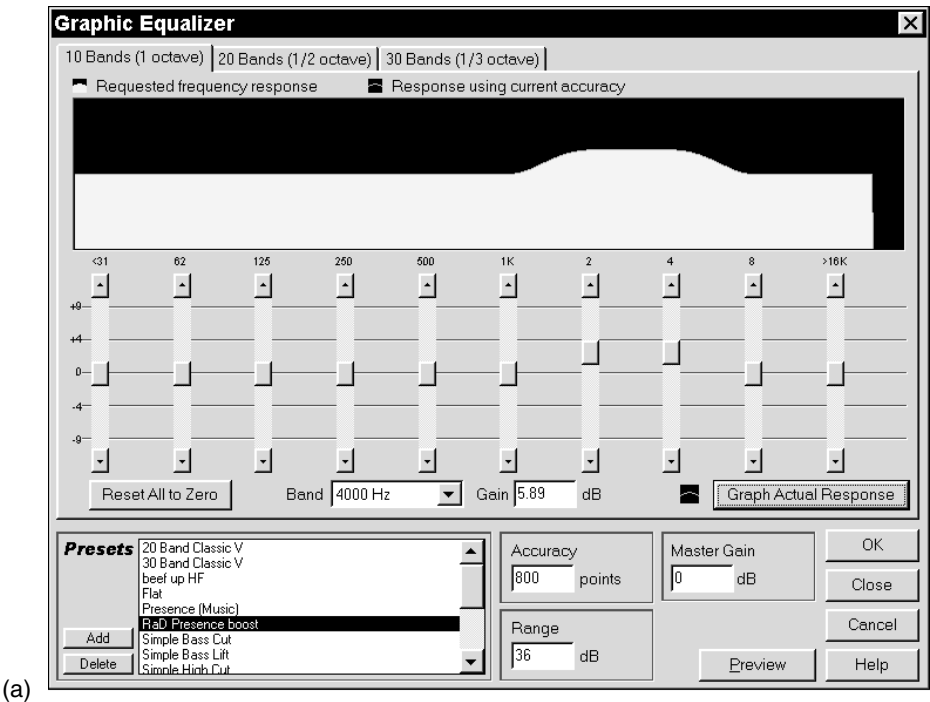 Graphic Equalizer
10 Bands (1 octave) 20 Bands (1/2 octave) 30 Bands (1/3 octave)
Requested frequency response Response using current accuracy
<31 62 125 250 500 1K 2 4 8 >16K
+9
+4
0
-4
-9
Reset All to Zero Band 4000 Hz Gain 5.89 dB Graph Actual Response
Presets
20 Band Classic V
30 Band Classic V
beef up HF
Flat
Presence (Music)
RaD Presence boost
Simple Bass Cut
Simple Bass Lift
Simple High Cut
Add
Delete
Accuracy
800 points
Range
36 dB
Master Gain
0 dB
Preview
OK
Close
Cancel
Help
(a)